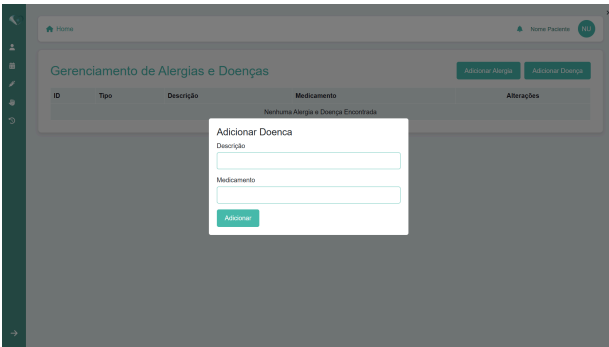 Home
Nome Paciente NU
Gerenciamento de Alergias e Doenças
Adicionar Alergia Adicionar Doença
ID Tipo Descrição Medicamento Alterações
Nenhuma Alergia e Doença Encontrada
Adicionar Doenca
Descrição
Medicamento
Adicionar